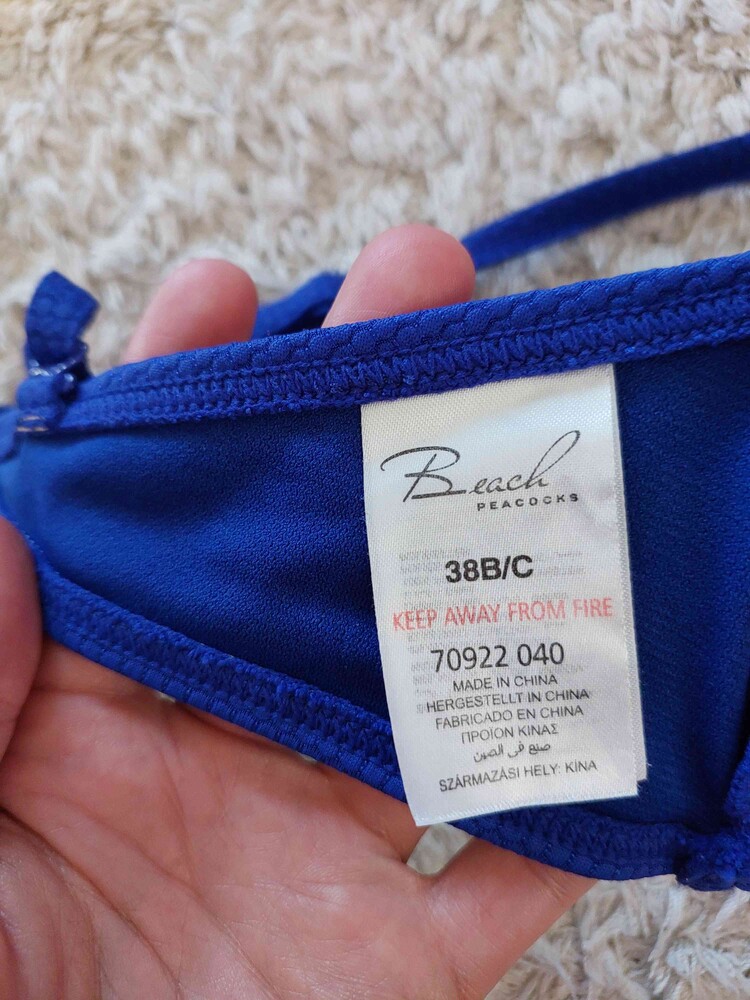 Beach
PEACOCKS
38B/C
KEEP AWAY FROM FIRE
70922 040
MADE IN CHINA
HERGESTELLT IN CHINA
FABRICADO EN CHINA
ΠΡΟΪΟΝ ΚΙΝΑΣ
صنع في الصين
SZÁRMAZÁSI HELY: KÍNA